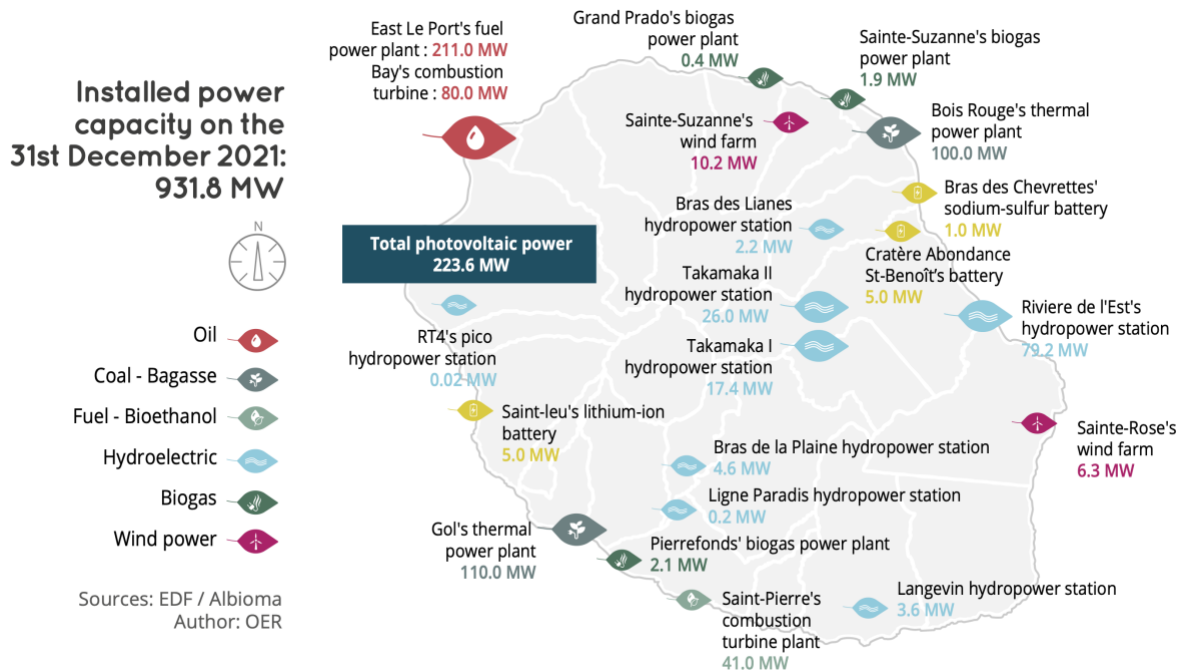 Installed power
capacity on the
31st December 2021:
931.8 MW
N
Oil
Coal - Bagasse
Fuel - Bioethanol
Hydroelectric
Biogas
Wind power
Sources: EDF / Albioma
Author: OER
East Le Port's fuel
power plant : 211.0 MW
Bay's combustion
turbine : 80.0 MW
Grand Prado's biogas
power plant
0.4 MW
Sainte-Suzanne's biogas
power plant
1.9 MW
Sainte-Suzanne's
wind farm
10.2 MW
Bois Rouge's thermal
power plant
100.0 MW
Bras des Chevrettes'
sodium-sulfur battery
1.0 MW
Bras des Lianes
hydropower station
2.2 MW
Cratère Abondance
St-Benoît's battery
5.0 MW
Total photovoltaic power
223.6 MW
Takamaka II
hydropower station
26.0 MW
Riviere de l'Est's
hydropower station
79.2 MW
RT4's pico
hydropower station
0.02 MW
Takamaka I
hydropower station
17.4 MW
Saint-leu's lithium-ion
battery
5.0 MW
Sainte-Rose's
wind farm
6.3 MW
Bras de la Plaine hydropower station
4.6 MW
Ligne Paradis hydropower station
0.2 MW
Gol's thermal
power plant
110.0 MW
Pierrefonds' biogas power plant
2.1 MW
Saint-Pierre's
combustion
turbine plant
41.0 MW
Langevin hydropower station
3.6 MW